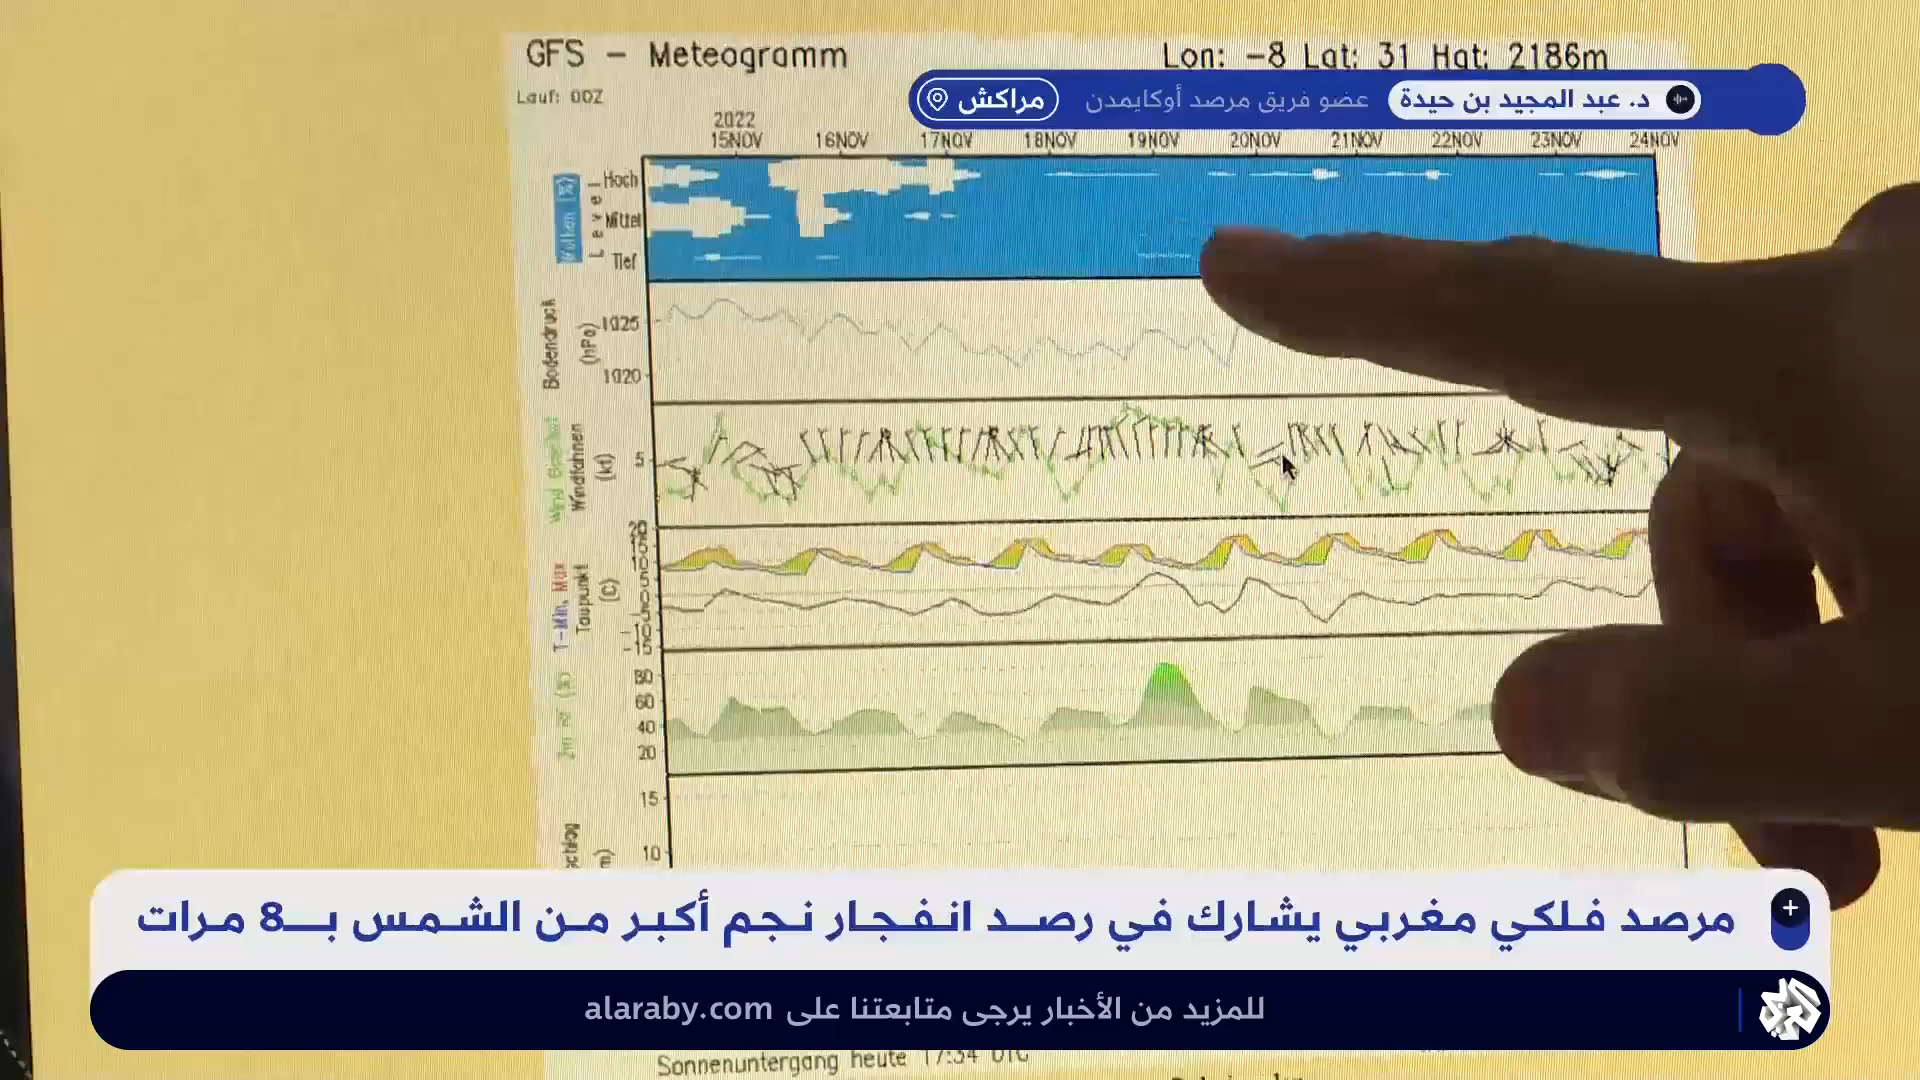 GFS – Meteogramm
Lon: -8 Lat: 31 Hgt: 2186m
Lauf: 00Z
د. عبد المجيد بن حيدة
عضو فريق مرصد أوكايمدن
مراكش
2022
15NOV 16NOV 17NOV 18NOV 19NOV 20NOV 21NOV 22NOV 23NOV 24NOV
Wolken (%)
Level
Hoch
Mittel
Tief
Bodendruck
(hPa)
1025
1020
Windfahnen
(kt)
5
T-Min, Max
Taupunkt
(C)
20
15
10
5
0
-10
-15
80
60
40
20
15
10
مرصد فلكي مغربي يشارك في رصد انفجار نجم أكبر من الشمس بـ8 مرات
للمزيد من الأخبار يرجى متابعتنا على alaraby.com
العربي
Sonnenuntergang heute 17:34 UTC